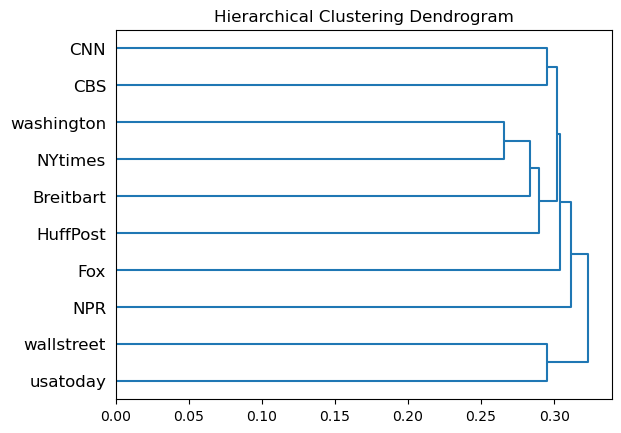 Hierarchical Clustering Dendrogram
CNN
CBS
washington
NYtimes
Breitbart
HuffPost
Fox
NPR
wallstreet
usatoday
0.00 0.05 0.10 0.15 0.20 0.25 0.30